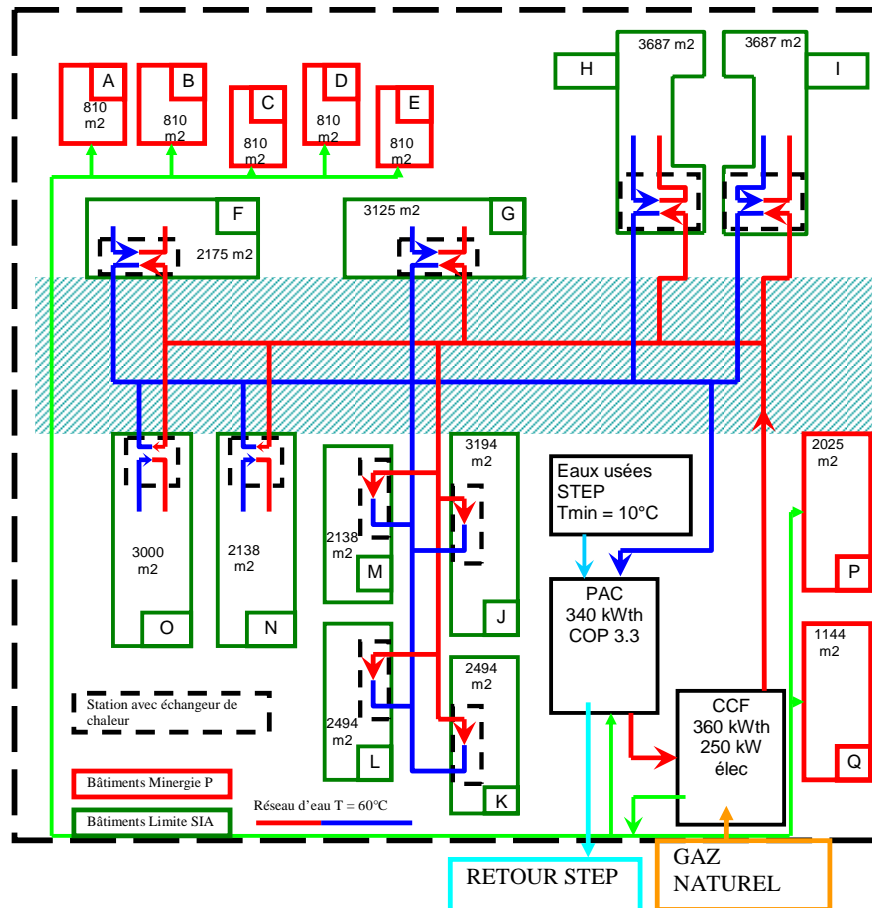 3687 m2
3687 m2
H
I
A
B
C
D
E
810
m2
810
m2
810
m2
810
m2
810
m2
F
3125 m2
G
2175 m2
3194
m2
2025
m2
Eaux usées
STEP
Tmin = 10°C
2138
m2
M
3000
m2
2138
m2
PAC
340 kWth
COP 3.3
P
J
O
N
1144
m2
2494
m2
CCF
360 kWth
250 kW
élec
Station avec échangeur de
chaleur
2494
m2
L
Q
K
Bâtiments Minergie P
Réseau d'eau T = 60°C
Bâtiments Limite SIA
RETOUR STEP
GAZ
NATUREL